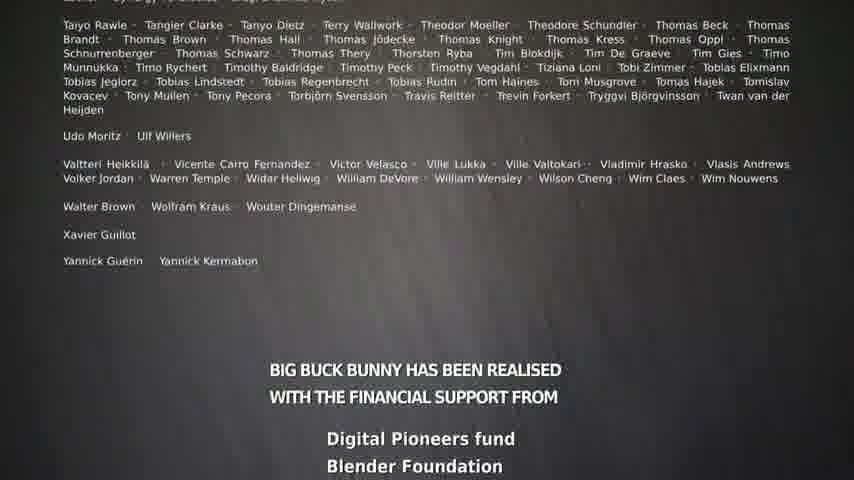 Taiyo Rawle · Tangier Clarke · Tanyo Dietz · Terry Wallwork · Theodor Moeller · Theodore Schundler · Thomas Beck · Thomas
Brandt · Thomas Brown · Thomas Hall · Thomas Jödecke · Thomas Knight · Thomas Kress · Thomas Oppl · Thomas
Schnurrenberger · Thomas Schwarz · Thomas Thery · Thorsten Ryba · Tim Blokdijk · Tim De Graeve · Tim Gies · Timo
Munnukka · Timo Rychert · Timothy Baldridge · Timothy Peck · Timothy Vegdahl · Tiziana Loni · Tobi Zimmer · Tobias Elixmann
Tobias Jeglorz · Tobias Lindstedt · Tobias Regenbrecht · Tobias Rudin · Tom Haines · Tom Musgrove · Tomas Hajek · Tomislav
Kovacev · Tony Mullen · Tony Pecora · Torbjörn Svensson · Travis Reitter · Trevin Forkert · Tryggvi Björgvinsson · Twan van der
Heijden
Udo Moritz · Ulf Willers
Valtteri Heikkilä · Vicente Carro Fernandez · Victor Velasco · Ville Lukka · Ville Valtokari · Vladimir Hrasko · Vlasis Andrews
Volker Jordan · Warren Temple · Widar Hellwig · William DeVore · William Wensley · Wilson Cheng · Wim Claes · Wim Nouwens
Walter Brown · Wolfram Kraus · Wouter Dingemanse
Xavier Guillot
Yannick Guérin · Yannick Kermabon
BIG BUCK BUNNY HAS BEEN REALISED
WITH THE FINANCIAL SUPPORT FROM
Digital Pioneers fund
Blender Foundation